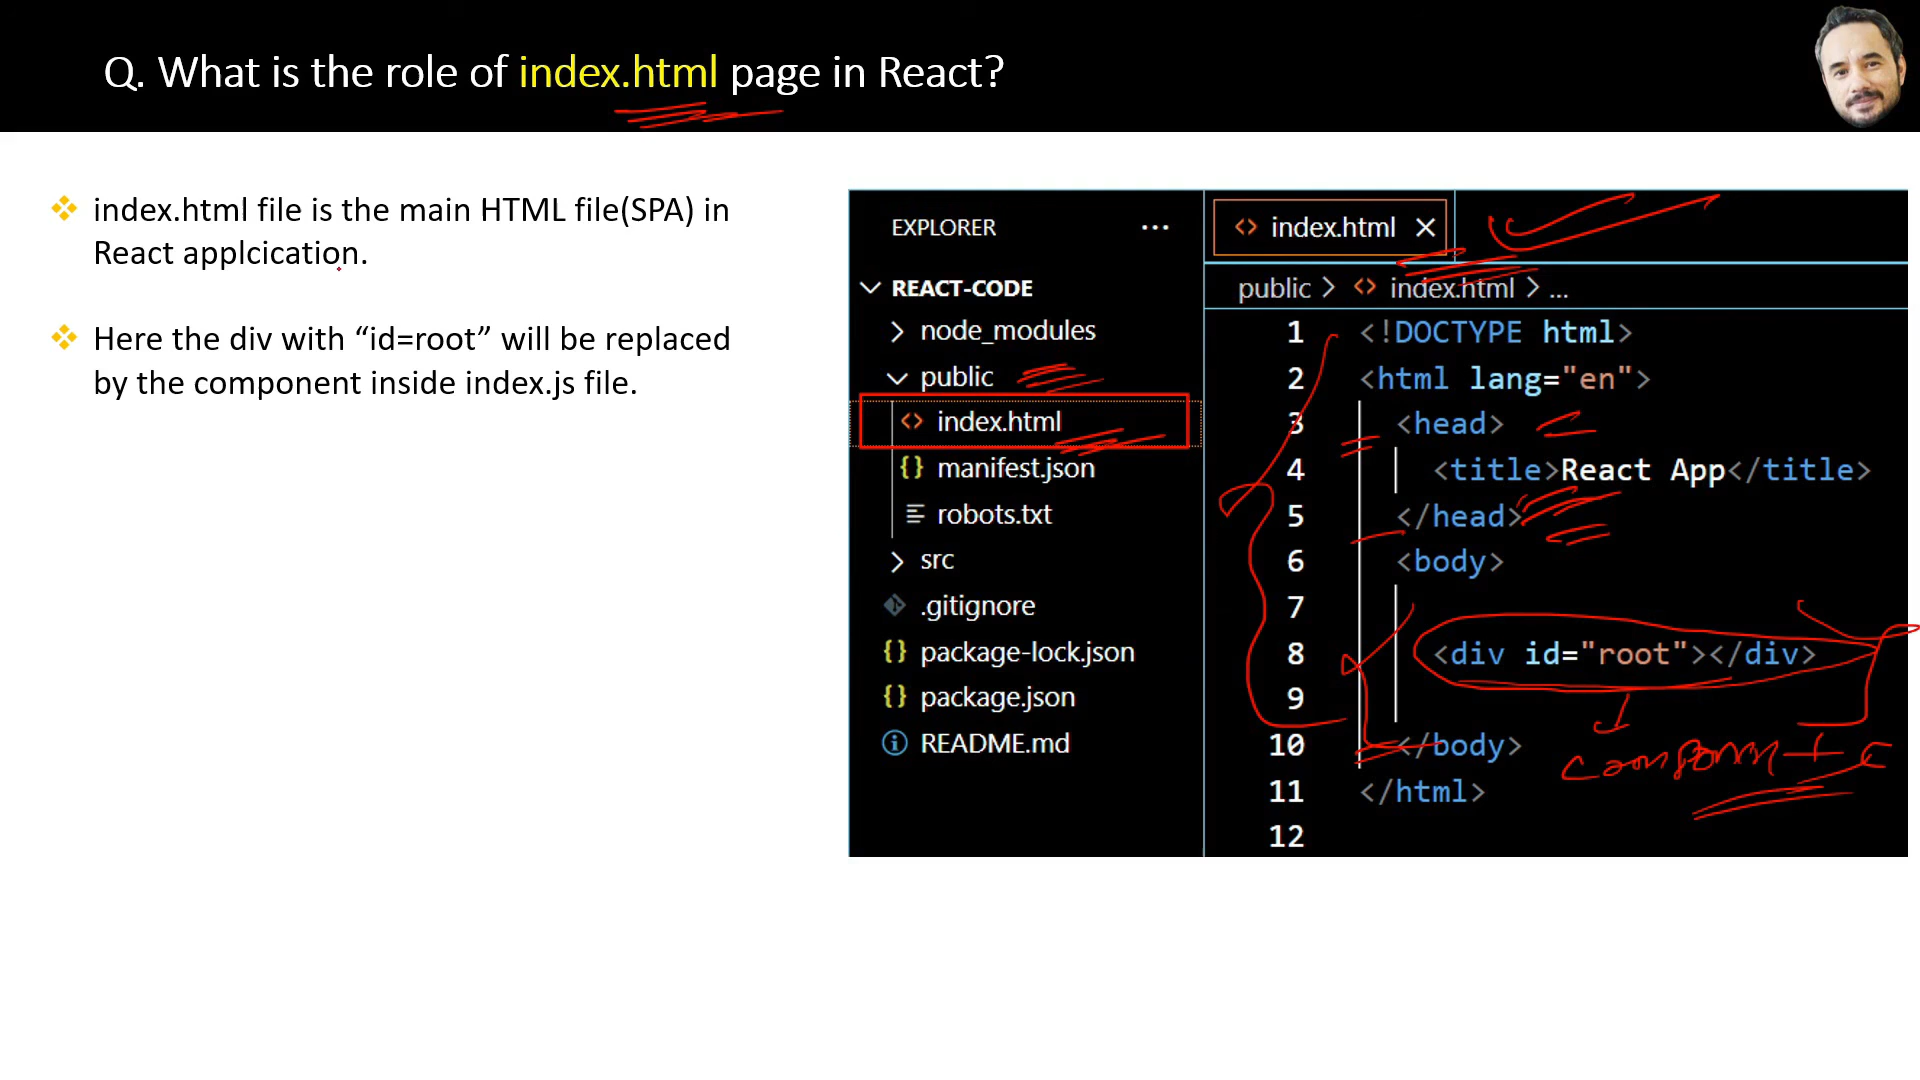 Q. What is the role of index.html page in React?
index.html file is the main HTML file(SPA) in
React applcication.
Here the div with “id=root” will be replaced
by the component inside index.js file.
EXPLORER ...
REACT-CODE
node_modules
public
index.html
manifest.json
robots.txt
src
.gitignore
package-lock.json
package.json
README.md
index.html
public > index.html > ...
1 <!DOCTYPE html>
2 <html lang="en">
3 <head>
4 <title>React App</title>
5 </head>
6 <body>
7
8 <div id="root"></div>
9
10 </body>
11 </html>
12